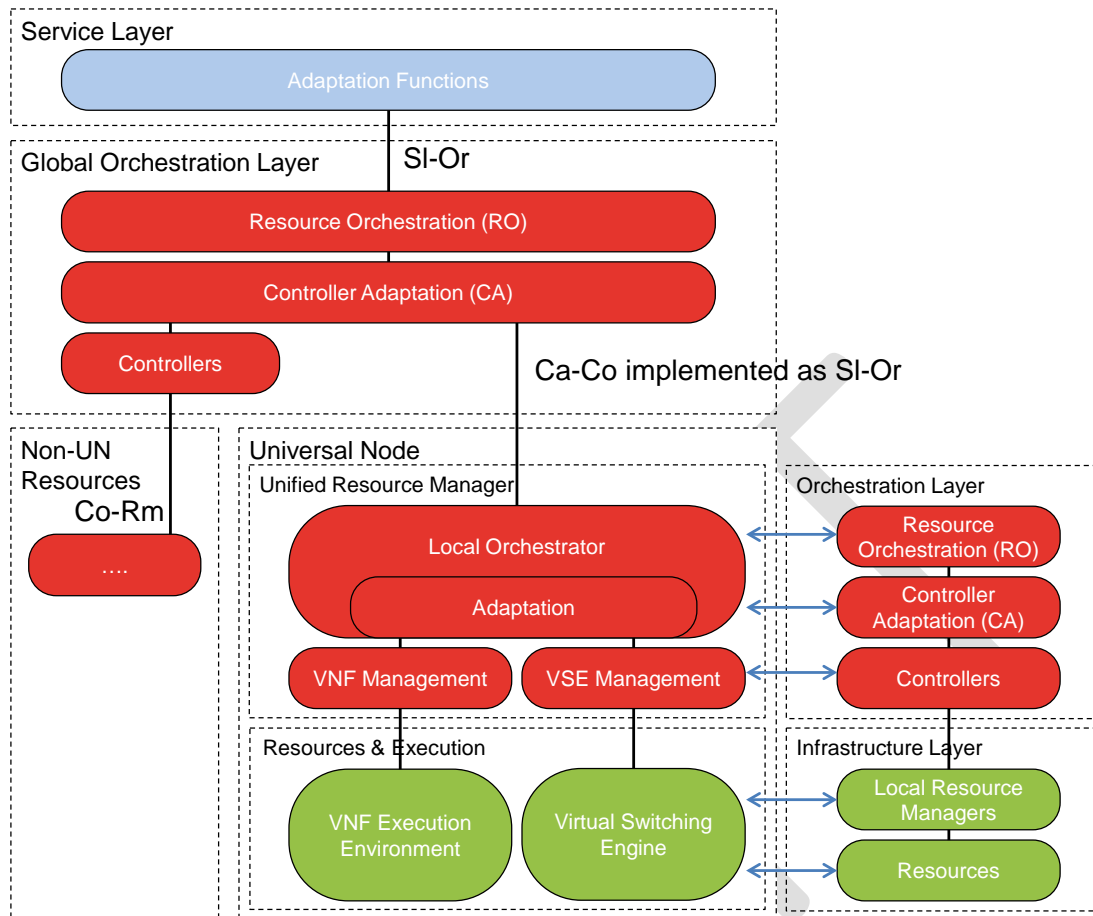 Service Layer
Adaptation Functions
Sl-Or
Global Orchestration Layer
Resource Orchestration (RO)
Controller Adaptation (CA)
Controllers
Ca-Co implemented as Sl-Or
Non-UN
Resources
Co-Rm
....
Universal Node
Unified Resource Manager
Local Orchestrator
Adaptation
VNF Management
VSE Management
Resources & Execution
VNF Execution
Environment
Virtual Switching
Engine
Orchestration Layer
Resource
Orchestration (RO)
Controller
Adaptation (CA)
Controllers
Infrastructure Layer
Local Resource
Managers
Resources